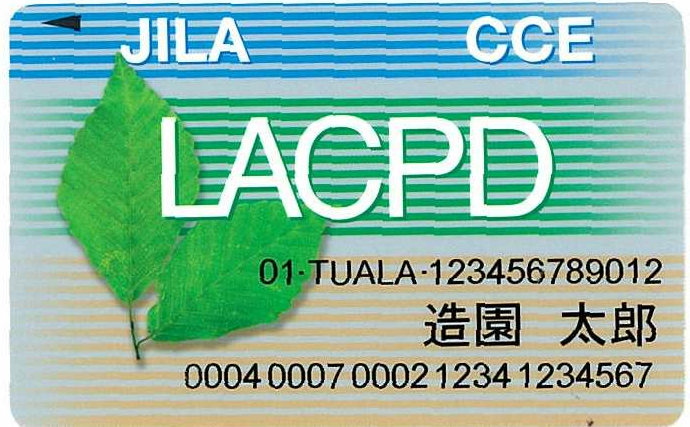 JILA CCE
LACPD
01·TUALA·123456789012
造園 太郎
0004 0007 0002 1234 1234567